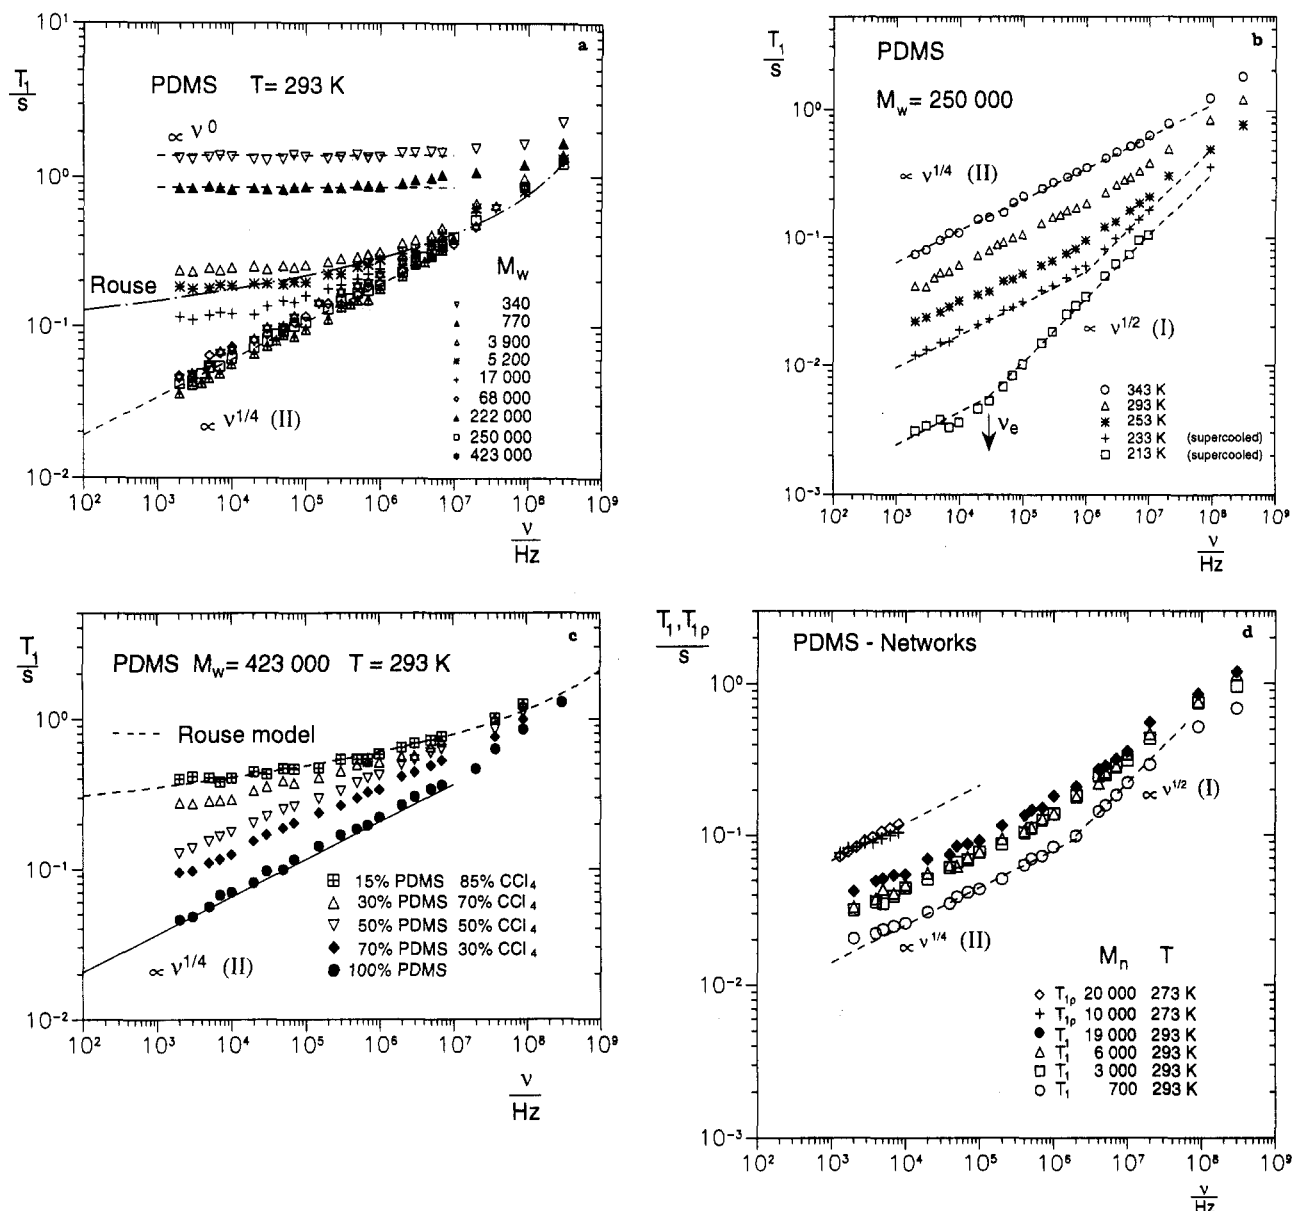 a
PDMS T= 293 K
∝ ν⁰
Rouse
∝ ν^1/4 (II)
M_w
340
770
3 900
5 200
17 000
68 000
222 000
250 000
423 000
T₁
s
10¹
10⁰
10⁻¹
10⁻²
10² 10³ 10⁴ 10⁵ 10⁶ 10⁷ 10⁸ 10⁹
ν
Hz
b
PDMS
M_w = 250 000
∝ ν^1/4 (II)
∝ ν^1/2 (I)
ν_e
343 K
293 K
253 K
233 K (supercooled)
213 K (supercooled)
T₁
s
10⁰
10⁻¹
10⁻²
10⁻³
10² 10³ 10⁴ 10⁵ 10⁶ 10⁷ 10⁸ 10⁹
ν
Hz
c
PDMS M_w= 423 000 T = 293 K
Rouse model
15% PDMS 85% CCl₄
30% PDMS 70% CCl₄
50% PDMS 50% CCl₄
70% PDMS 30% CCl₄
100% PDMS
∝ ν^1/4 (II)
T₁
s
10⁰
10⁻¹
10⁻²
10² 10³ 10⁴ 10⁵ 10⁶ 10⁷ 10⁸ 10⁹
ν
Hz
d
PDMS - Networks
∝ ν^1/2 (I)
∝ ν^1/4 (II)
M_n T
T₁ρ 20 000 273 K
T₁ρ 10 000 273 K
T₁ 19 000 293 K
T₁ 6 000 293 K
T₁ 3 000 293 K
T₁ 700 293 K
T₁ , T₁ρ
s
10⁰
10⁻¹
10⁻²
10⁻³
10² 10³ 10⁴ 10⁵ 10⁶ 10⁷ 10⁸ 10⁹
ν
Hz